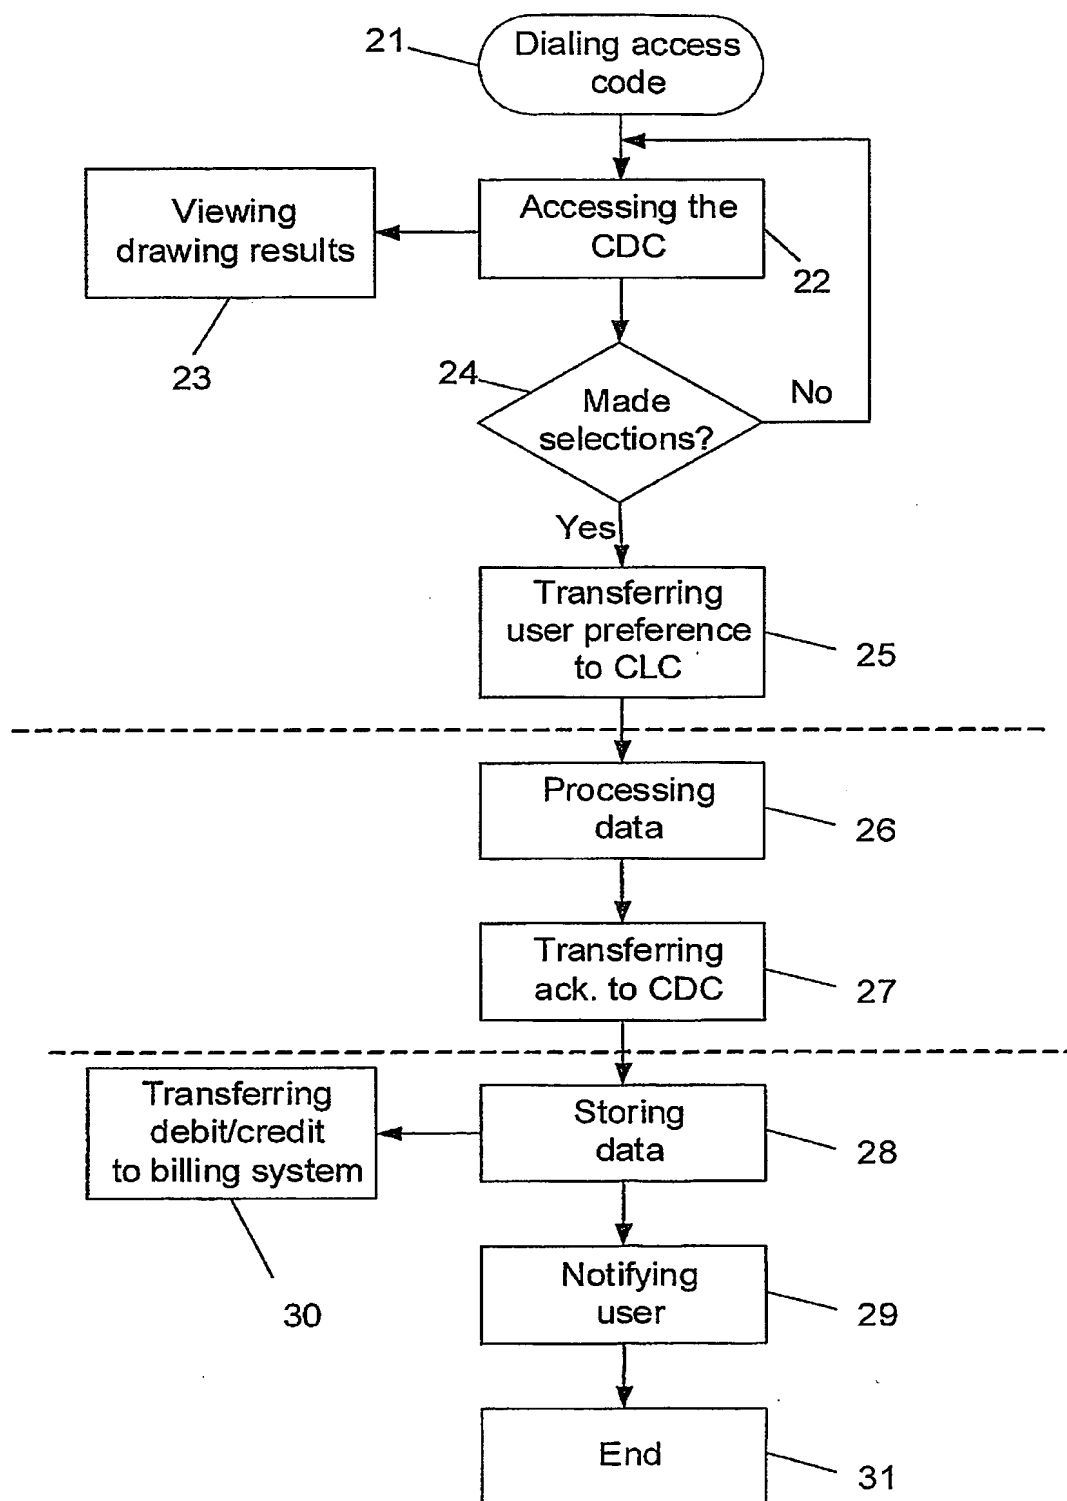 21
Dialing access
code
Viewing
drawing results
23
Accessing the
CDC
22
24
Made
selections?
No
Yes
Transferring
user preference
to CLC
25
Processing
data
26
Transferring
ack. to CDC
27
Transferring
debit/credit
to billing system
30
Storing
data
28
Notifying
user
29
End
31